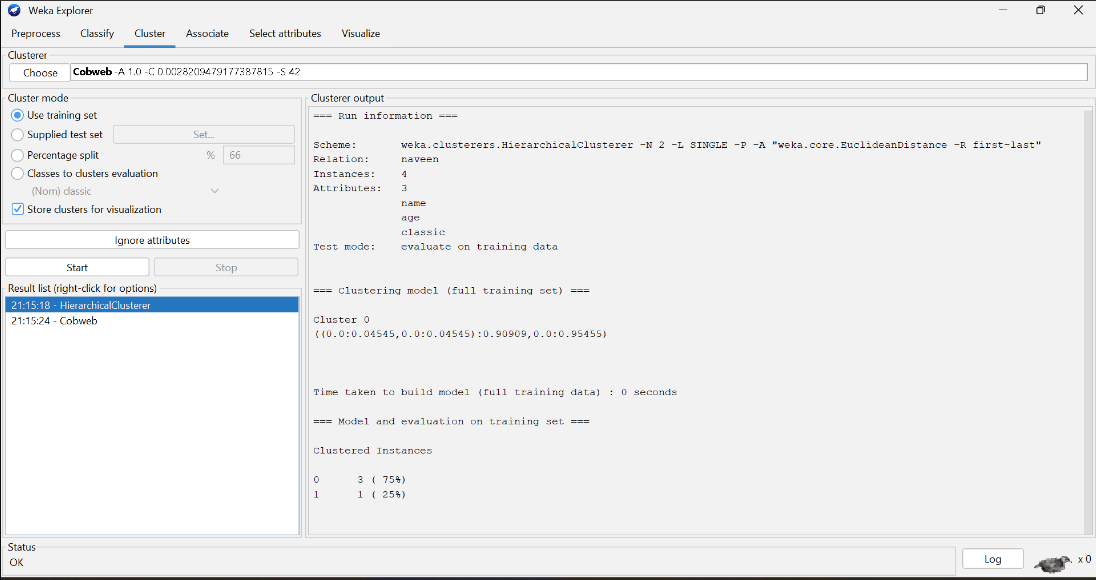 Weka Explorer
Preprocess Classify Cluster Associate Select attributes Visualize
Clusterer
Choose Cobweb -A 1.0 -C 0.0028209479177387815 -S 42
Cluster mode
Use training set
Supplied test set Set...
Percentage split % 66
Classes to clusters evaluation
(Nom) classic
Store clusters for visualization
Ignore attributes
Start Stop
Result list (right-click for options)
21:15:18 - HierarchicalClusterer
21:15:24 - Cobweb
Clusterer output
=== Run information ===
Scheme: weka.clusterers.HierarchicalClusterer -N 2 -L SINGLE -P -A "weka.core.EuclideanDistance -R first-last"
Relation: naveen
Instances: 4
Attributes: 3
name
age
classic
Test mode: evaluate on training data
=== Clustering model (full training set) ===
Cluster 0
((0.0:0.04545,0.0:0.04545):0.90909,0.0:0.95455)
Time taken to build model (full training data) : 0 seconds
=== Model and evaluation on training set ===
Clustered Instances
0 3 ( 75%)
1 1 ( 25%)
Status
OK
Log x 0